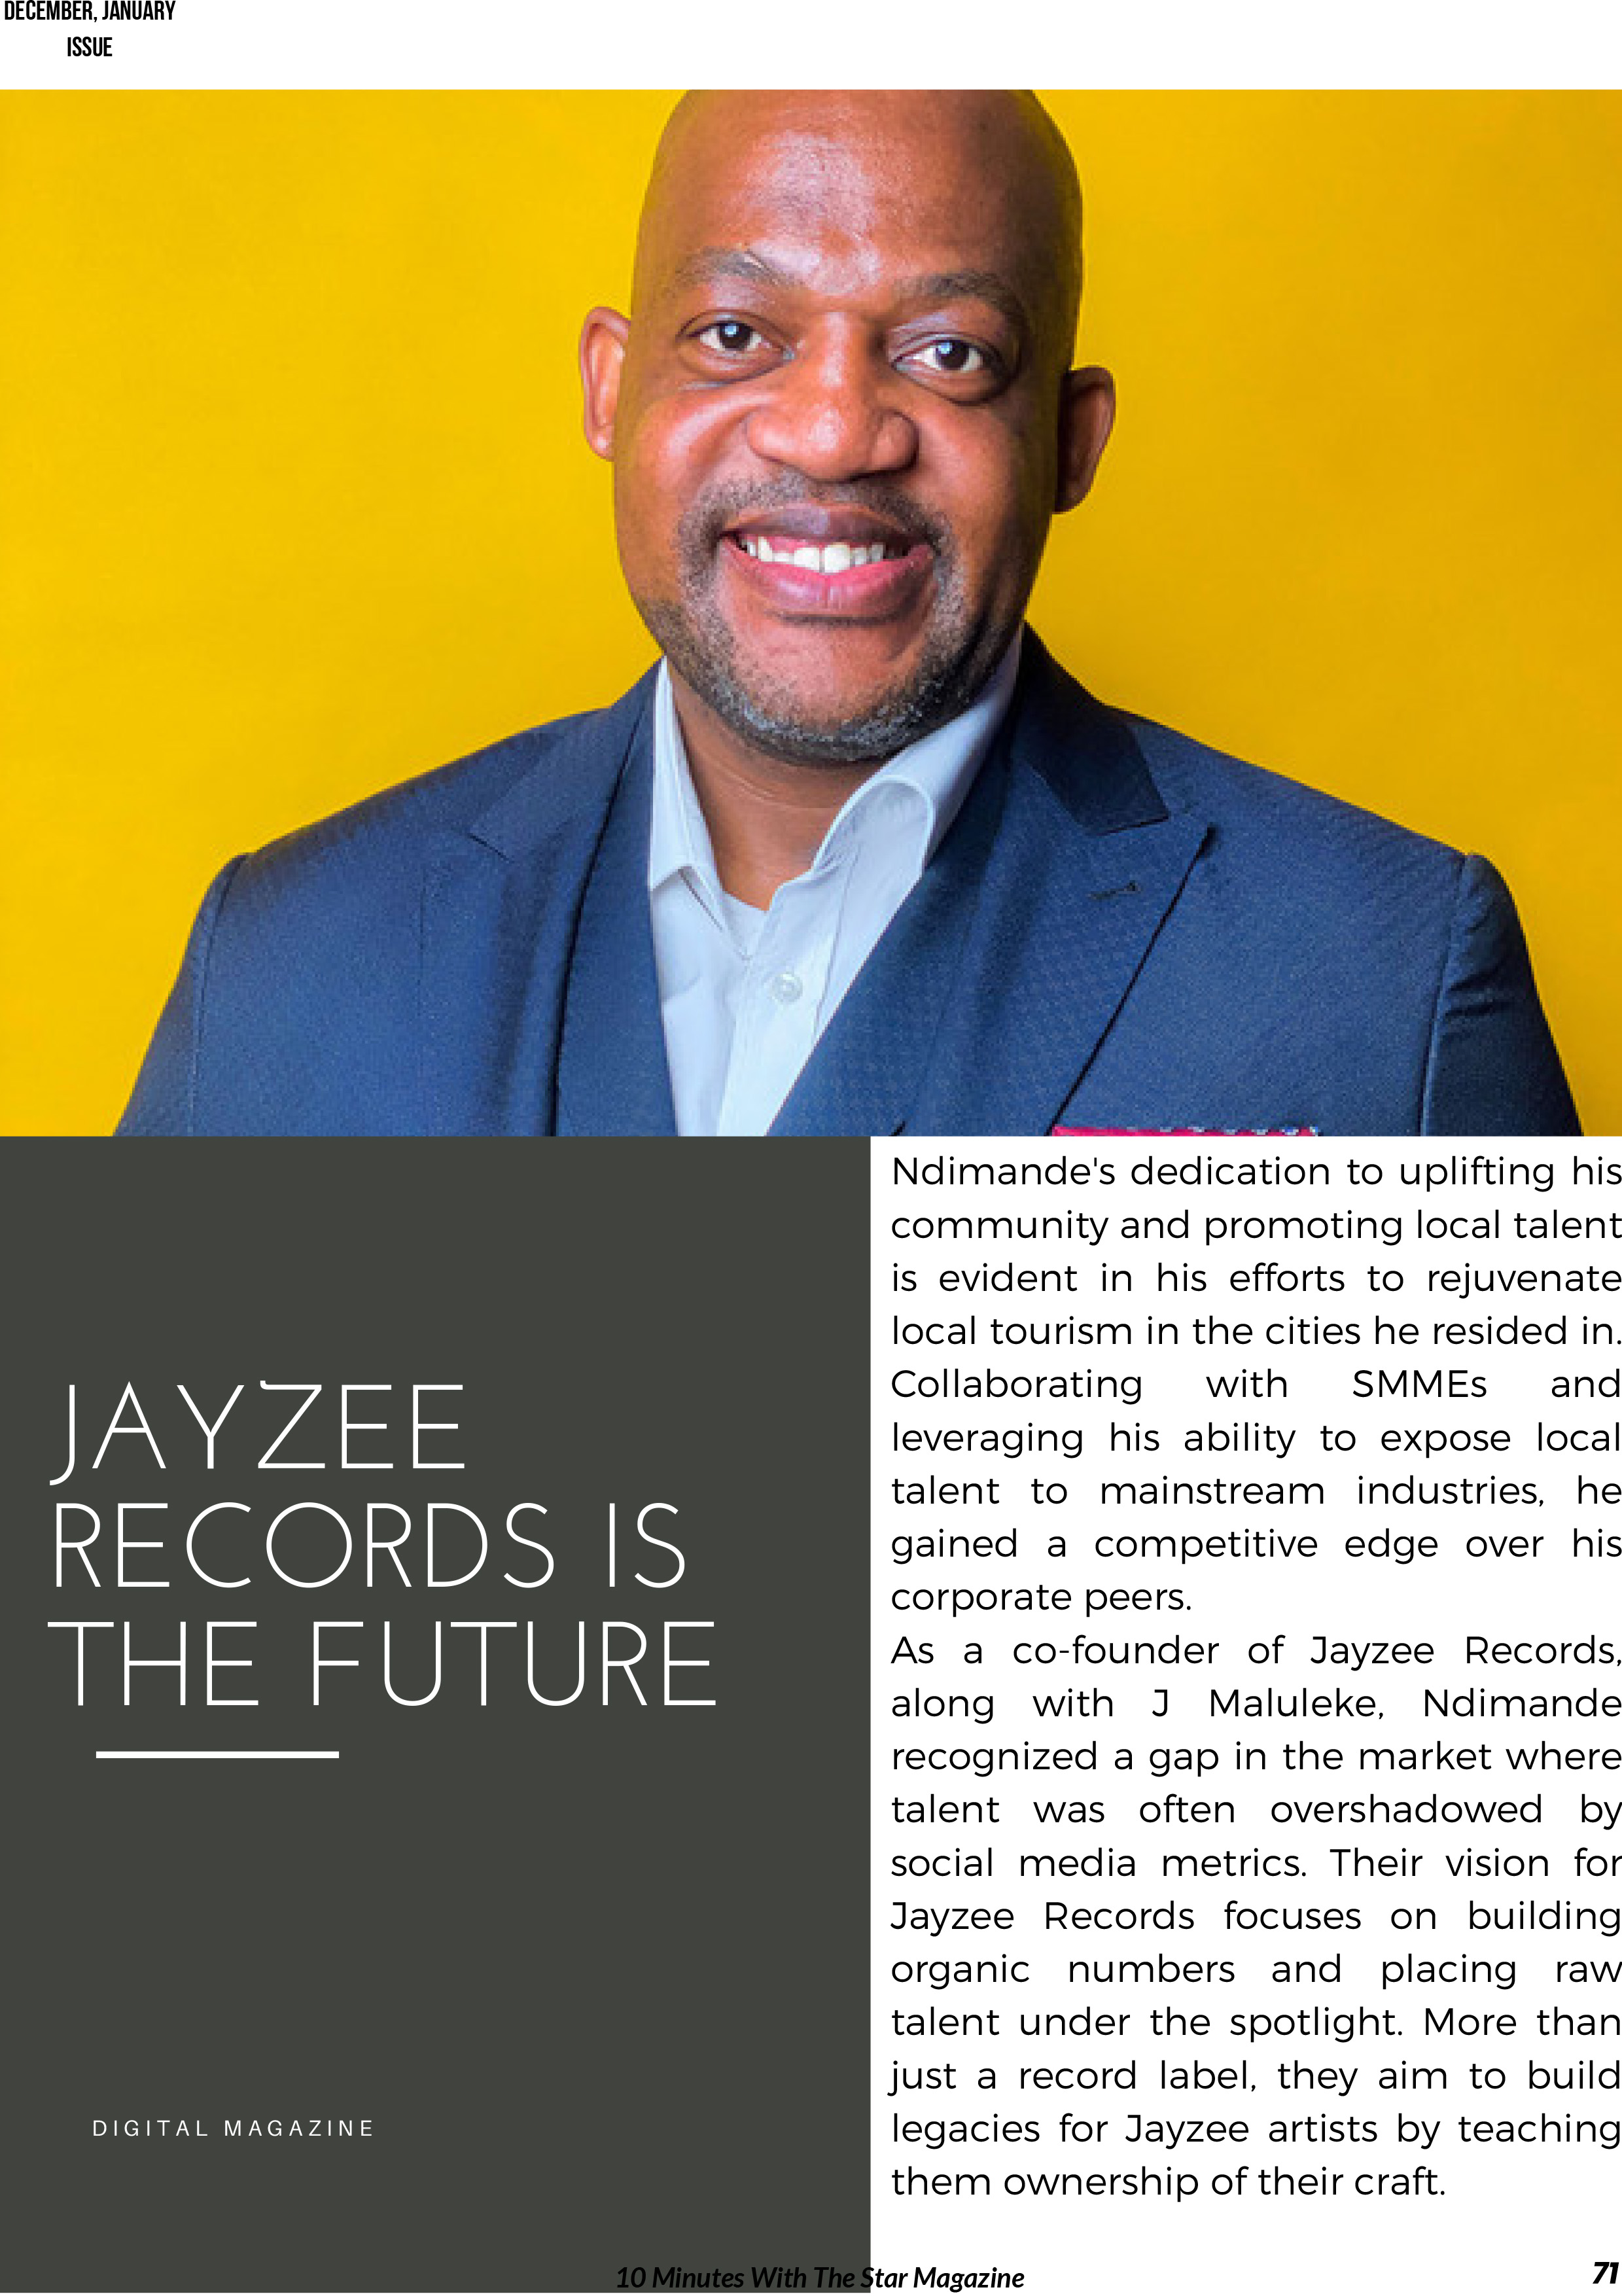 DECEMBER, JANUARY
ISSUE
JAYZEE
RECORDS IS
THE FUTURE
DIGITAL MAGAZINE
Ndimande's dedication to uplifting his
community and promoting local talent
is evident in his efforts to rejuvenate
local tourism in the cities he resided in.
Collaborating with SMMEs and
leveraging his ability to expose local
talent to mainstream industries, he
gained a competitive edge over his
corporate peers.
As a co-founder of Jayzee Records,
along with J Maluleke, Ndimande
recognized a gap in the market where
talent was often overshadowed by
social media metrics. Their vision for
Jayzee Records focuses on building
organic numbers and placing raw
talent under the spotlight. More than
just a record label, they aim to build
legacies for Jayzee artists by teaching
them ownership of their craft.
10 Minutes With The Star Magazine
71